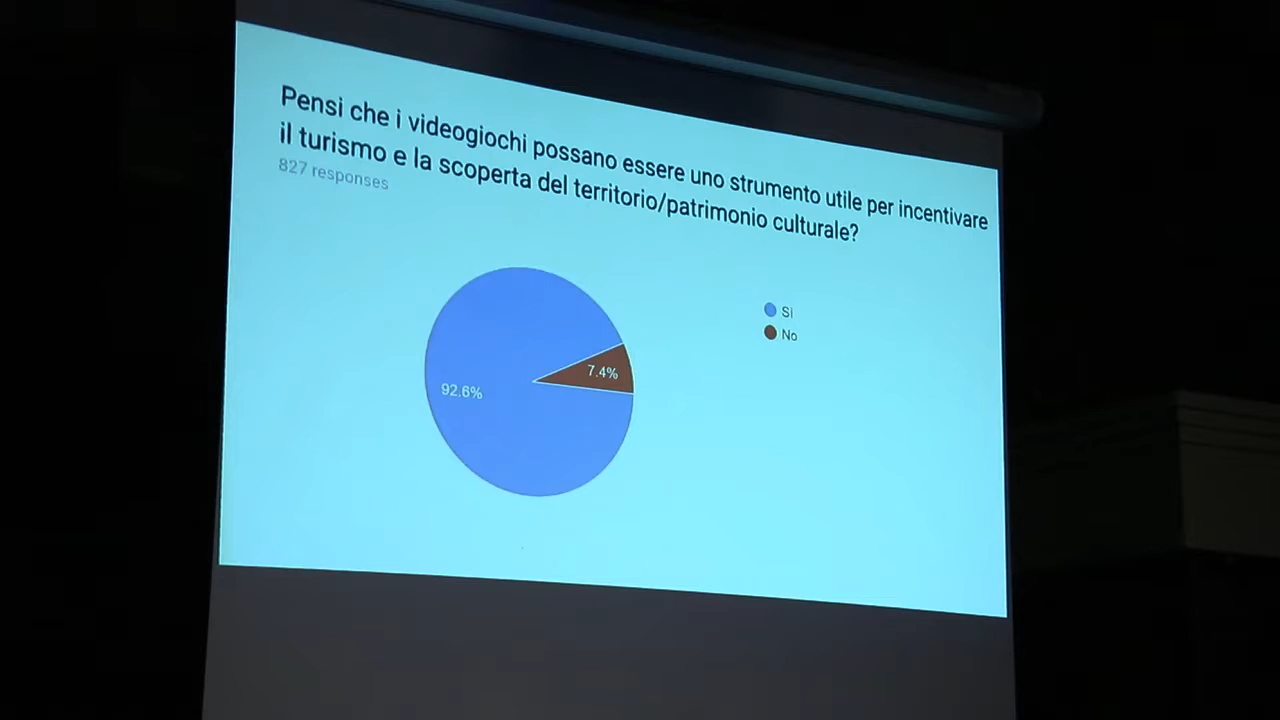 Pensi che i videogiochi possano essere uno strumento utile per incentivare
il turismo e la scoperta del territorio/patrimonio culturale?
827 responses
Sì
No
7.4%
92.6%